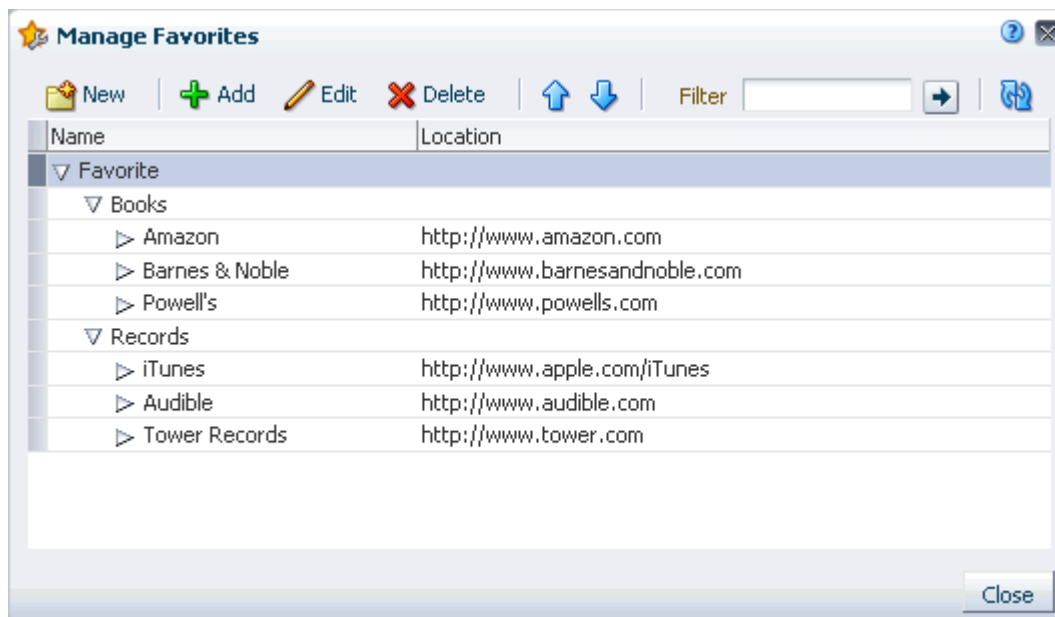 Manage Favorites
New Add Edit Delete Filter
Name Location
Favorite
Books
Amazon http://www.amazon.com
Barnes & Noble http://www.barnesandnoble.com
Powell's http://www.powells.com
Records
iTunes http://www.apple.com/iTunes
Audible http://www.audible.com
Tower Records http://www.tower.com
Close